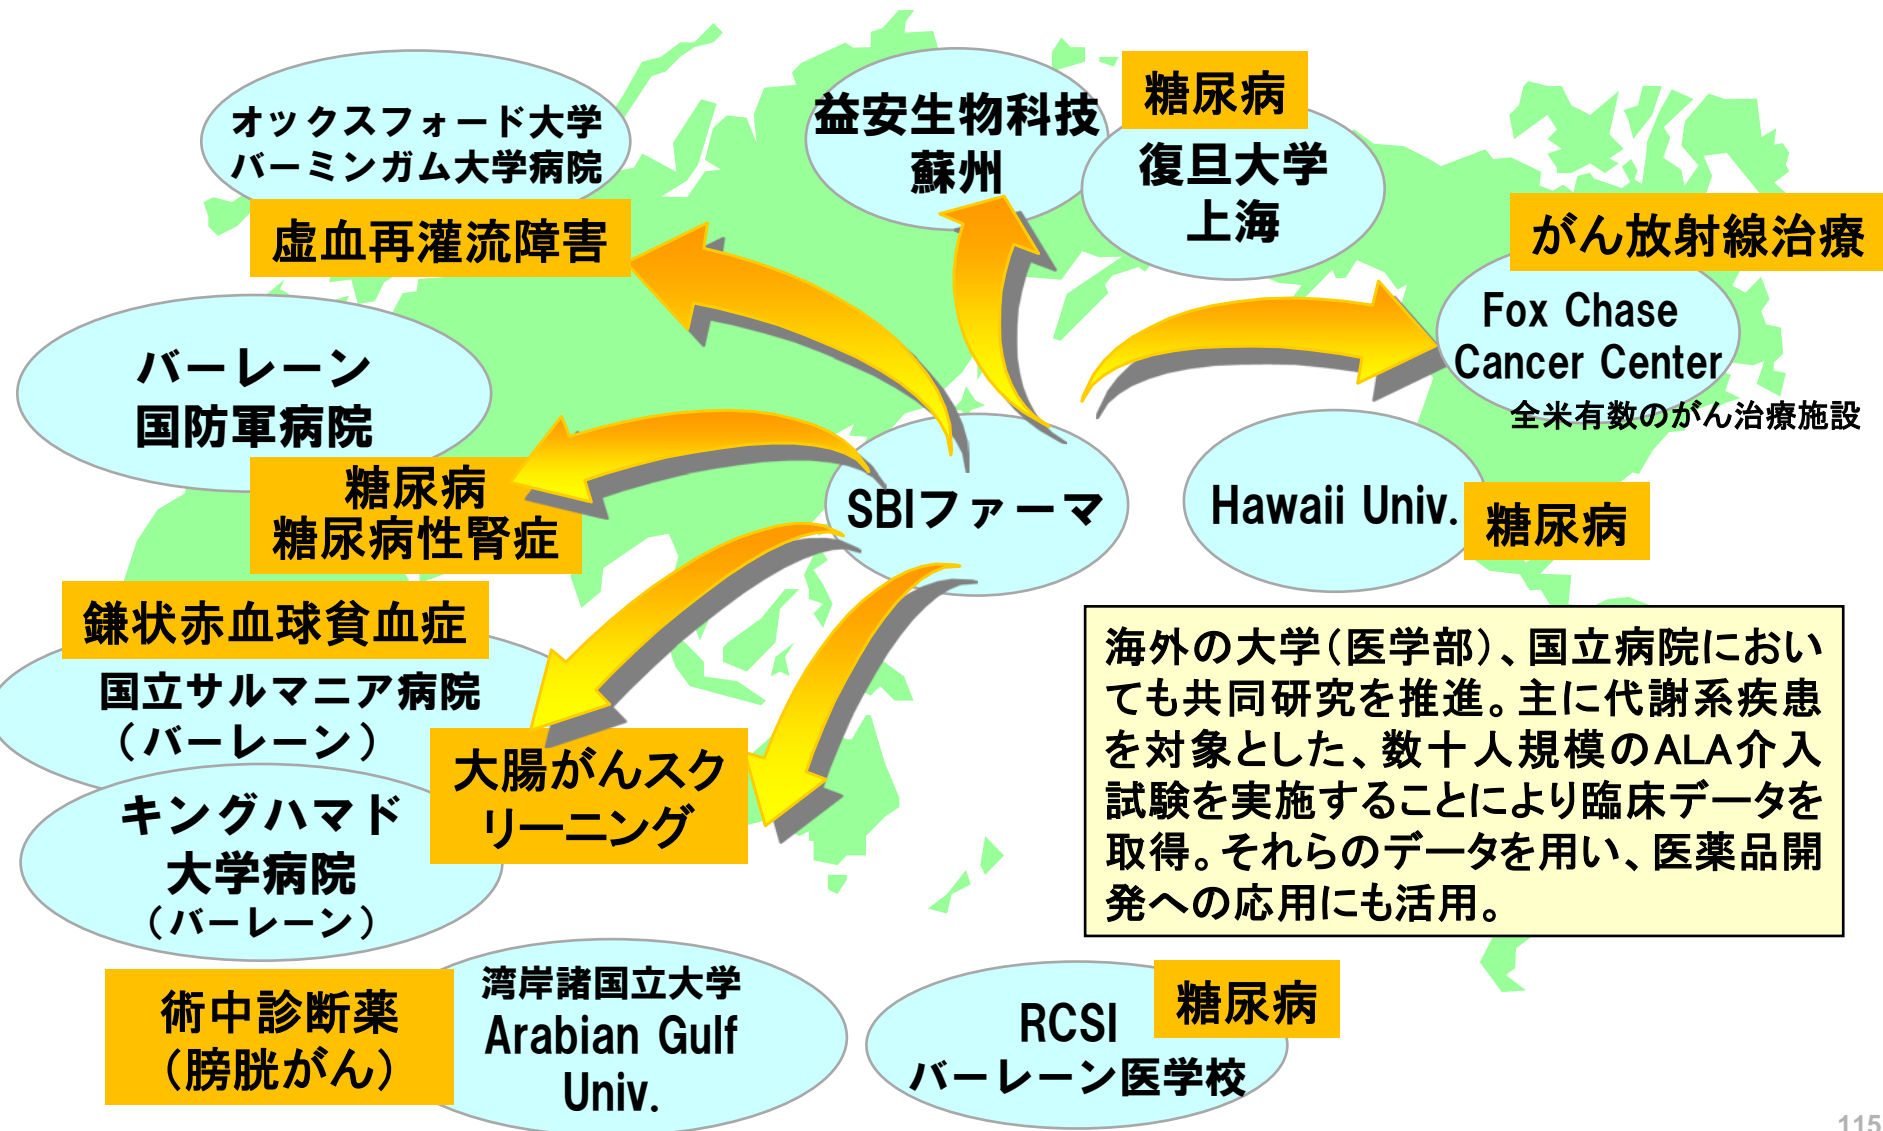 オックスフォード大学
バーミンガム大学病院
虚血再灌流障害
益安生物科技
蘇州
糖尿病
復旦大学
上海
がん放射線治療
Fox Chase
Cancer Center
全米有数のがん治療施設
バーレーン
国防軍病院
糖尿病
糖尿病性腎症
SBIファーマ
Hawaii Univ.
糖尿病
鎌状赤血球貧血症
国立サルマニア病院
（バーレーン）
大腸がんスク
リーニング
キングハマド
大学病院
（バーレーン）
海外の大学(医学部)、国立病院におい
ても共同研究を推進。主に代謝系疾患
を対象とした、数十人規模のALA介入
試験を実施することにより臨床データを
取得。それらのデータを用い、医薬品開
発への応用にも活用。
術中診断薬
(膀胱がん)
湾岸諸国立大学
Arabian Gulf
Univ.
RCSI
バーレーン医学校
糖尿病
115